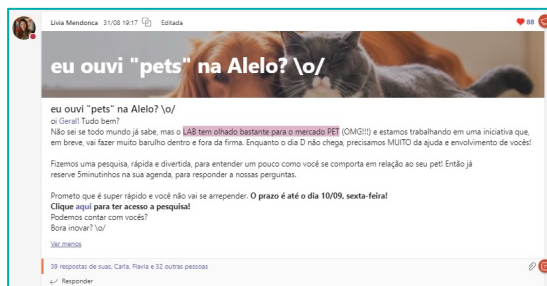 Livia Mendonca 31/08 19:17 Editada
88
eu ouvi "pets" na Alelo? \o/
eu ouvi "pets" na Alelo? \o/
oi Geral! Tudo bem?
Não sei se todo mundo já sabe, mas o LAB tem olhado bastante para o mercado PET (OMG!!!) e estamos trabalhando em uma iniciativa que,
em breve, vai fazer muito barulho dentro e fora da firma. Enquanto o dia D não chega, precisamos MUITO da ajuda e envolvimento de vocês!
Fizemos uma pesquisa, rápida e divertida, para entender um pouco como você se comporta em relação ao seu pet! Então já
reserve 5minutinhos na sua agenda, para responder a nossas perguntas.
Prometo que é super rápido e você não vai se arrepender. O prazo é até o dia 10/09, sexta-feira!
Clique aqui para ter acesso a pesquisa!
Podemos contar com vocês?
Bora inovar? \o/
Ver menos
39 respostas de suas, Carla, Flavia e 32 outras pessoas
Responder